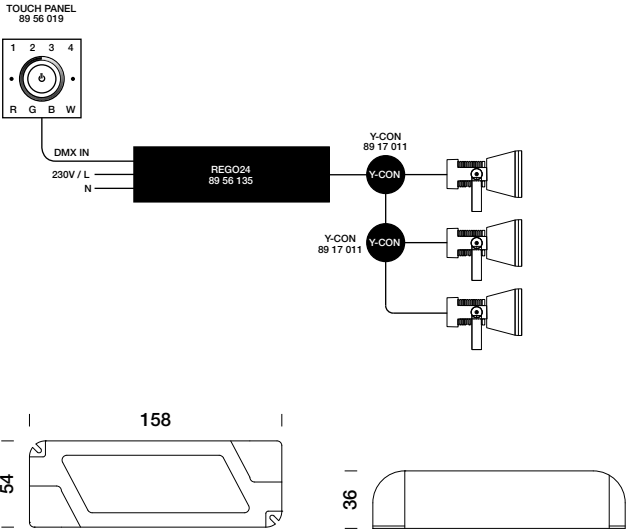 TOUCH PANEL
89 56 019
1 2 3 4
R G B W
DMX IN
230V / L
N
REGO24
89 56 135
Y-CON
89 17 011
Y-CON
Y-CON
89 17 011
Y-CON
158
54
36